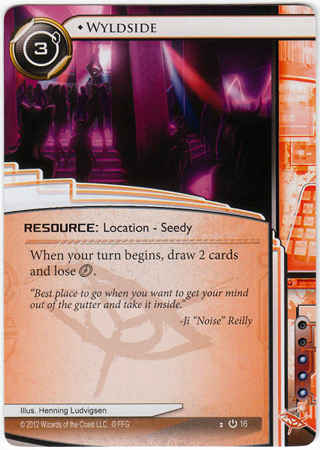 3
♦ WYLDSIDE
RESOURCE: Location - Seedy
When your turn begins, draw 2 cards
and lose .
“Best place to go when you want to get your mind
out of the gutter and take it inside.”
-Ji “Noise” Reilly
Illus. Henning Ludvigsen
© 2012 Wizards of the Coast LLC. © FFG
16